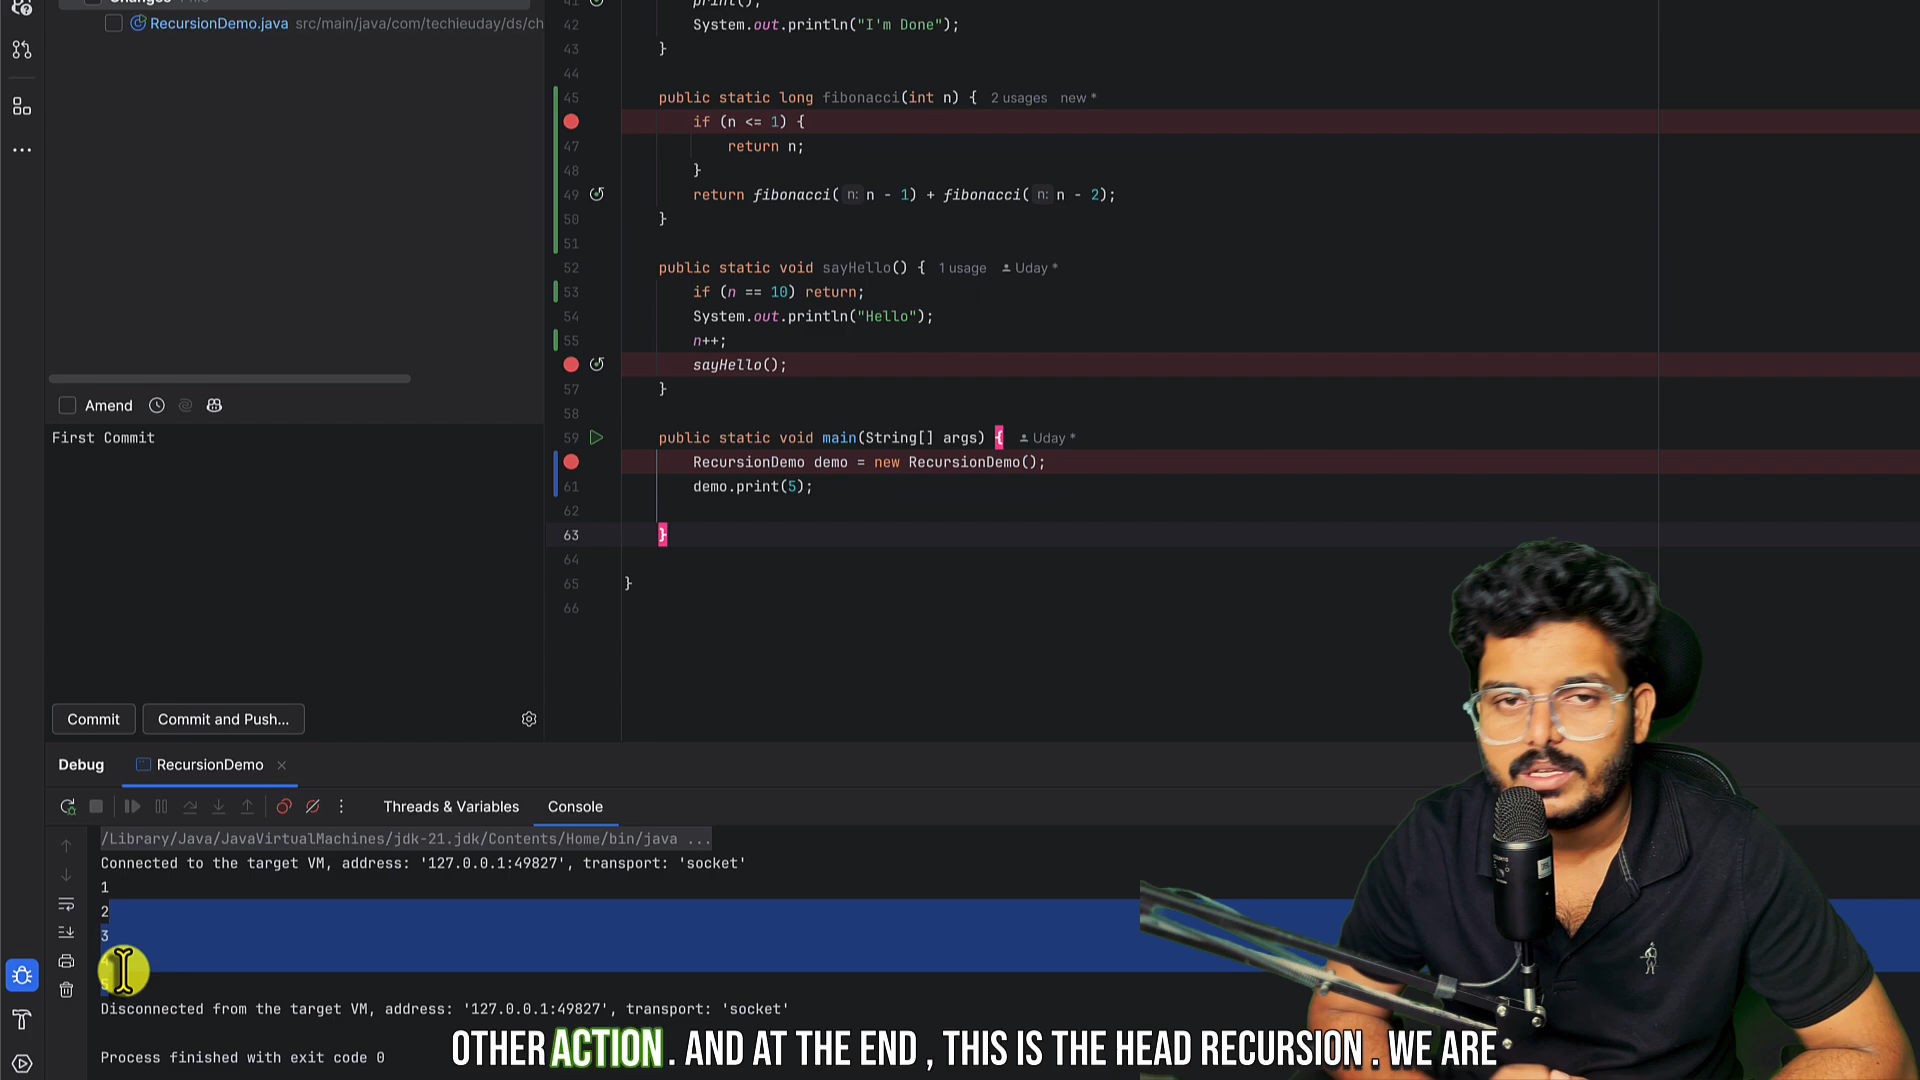 RecursionDemo.java src/main/java/com/techieuday/ds/ch
Amend
First Commit
Commit
Commit and Push...
42 System.out.println("I'm Done");
43 }
44
45 public static long fibonacci(int n) { 2 usages new *
if (n <= 1) {
47 return n;
48 }
49 return fibonacci( n: n - 1) + fibonacci( n: n - 2);
50 }
51
52 public static void sayHello() { 1 usage Uday *
53 if (n == 10) return;
54 System.out.println("Hello");
55 n++;
sayHello();
57 }
58
59 public static void main(String[] args) { Uday *
RecursionDemo demo = new RecursionDemo();
61 demo.print(5);
62
63 }
64
65 }
66
Debug RecursionDemo
Threads & Variables Console
/Library/Java/JavaVirtualMachines/jdk-21.jdk/Contents/Home/bin/java ...
Connected to the target VM, address: '127.0.0.1:49827', transport: 'socket'
1
2
3
Disconnected from the target VM, address: '127.0.0.1:49827', transport: 'socket'
Process finished with exit code 0
OTHER ACTION. AND AT THE END , THIS IS THE HEAD RECURSION . WE ARE